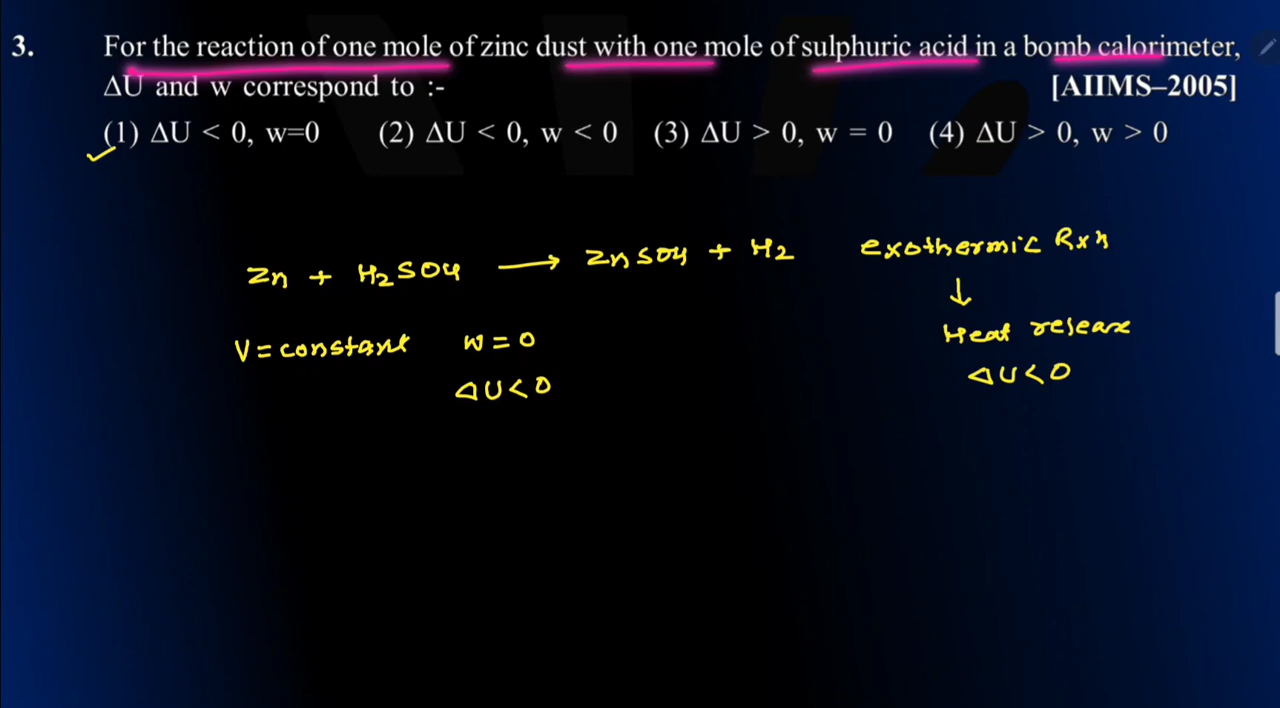 3. For the reaction of one mole of zinc dust with one mole of sulphuric acid in a bomb calorimeter,
ΔU and w correspond to :- [AIIMS–2005]
(1) ΔU < 0, w=0 (2) ΔU < 0, w < 0 (3) ΔU > 0, w = 0 (4) ΔU > 0, w > 0
Zn + H2SO4 → ZnSO4 + H2 exothermic Rxn
↓
V = constant w = 0 Heat release
ΔU < 0 ΔU < 0